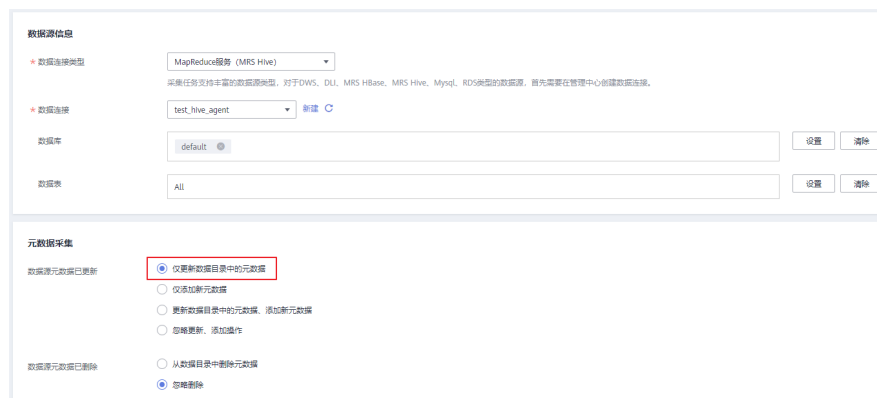 数据源信息
* 数据连接类型 MapReduce服务（MRS Hive）
采集任务支持丰富的数据源类型，对于DWS、DLI、MRS HBase、MRS Hive、Mysql、RDS类型的数据源，首先需要在管理中心创建数据连接。
* 数据连接 test_hive_agent 新建
数据库 default 设置 清除
数据表 All 设置 清除
元数据采集
数据源元数据已更新 仅更新数据目录中的元数据
仅添加新元数据
更新数据目录中的元数据、添加新元数据
忽略更新、添加操作
数据源元数据已删除 从数据目录中删除元数据
忽略删除